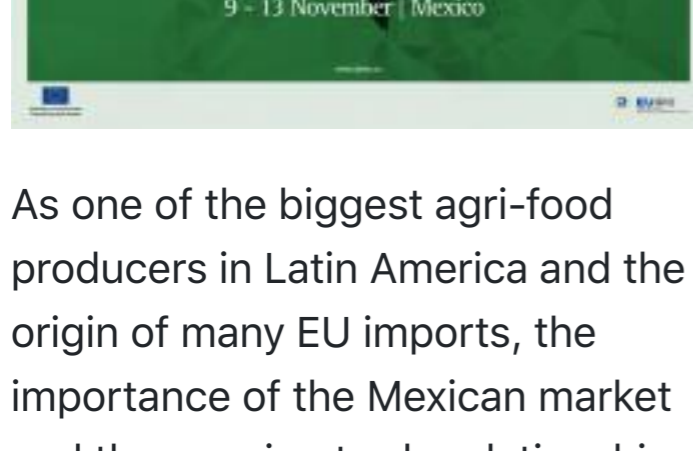 9 - 13 November | Mexico
As one of the biggest agri-food
producers in Latin America and the
origin of many EU imports, the
importance of the Mexican market